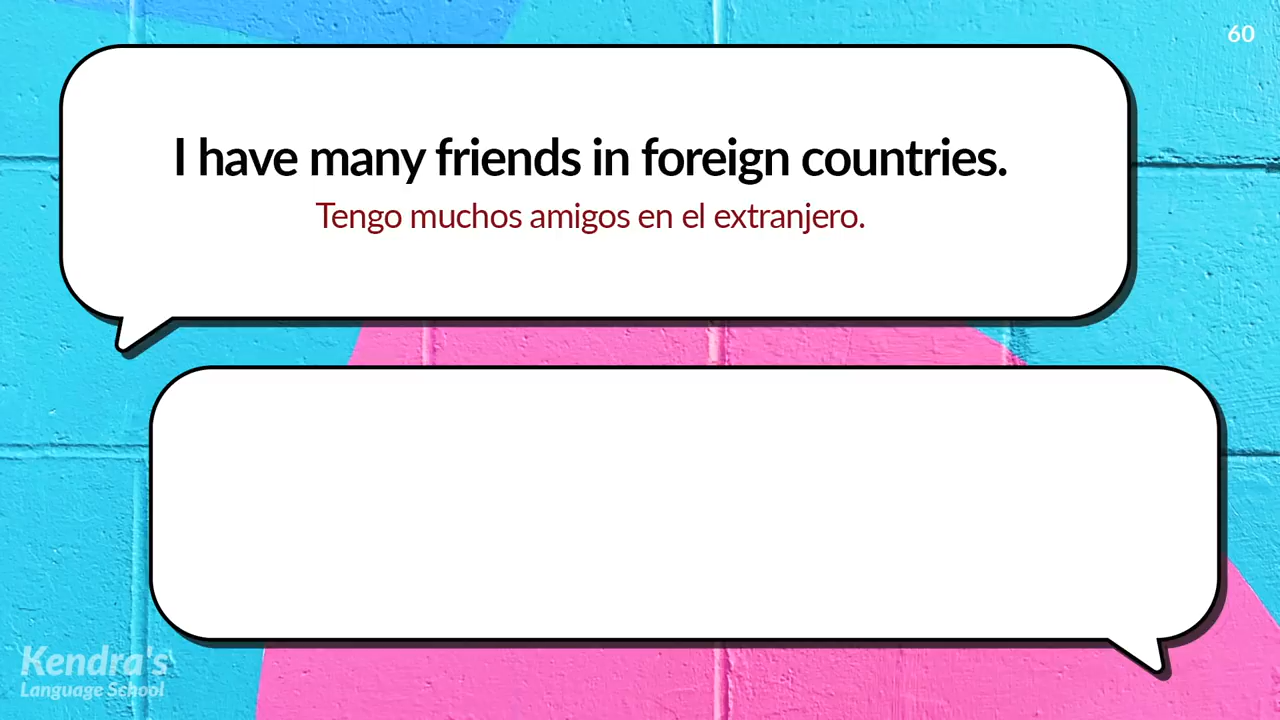 60
I have many friends in foreign countries.
Tengo muchos amigos en el extranjero.
Kendra's
Language School